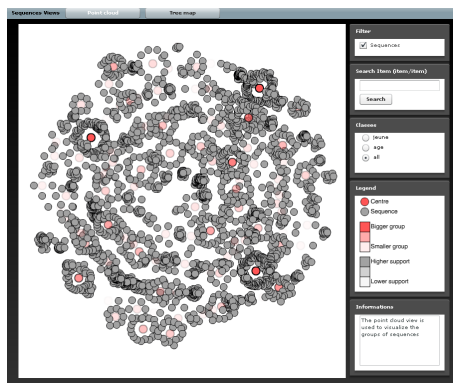 Sequences Views
Point cloud
Tree map
Filter
Sequences
Search Item (item/item)
Search
Classes
jeune
age
all
Legend
Centre
Sequence
Bigger group
Smaller group
Higher support
Lower support
Informations
The point cloud view is
used to visualize the
groups of sequences